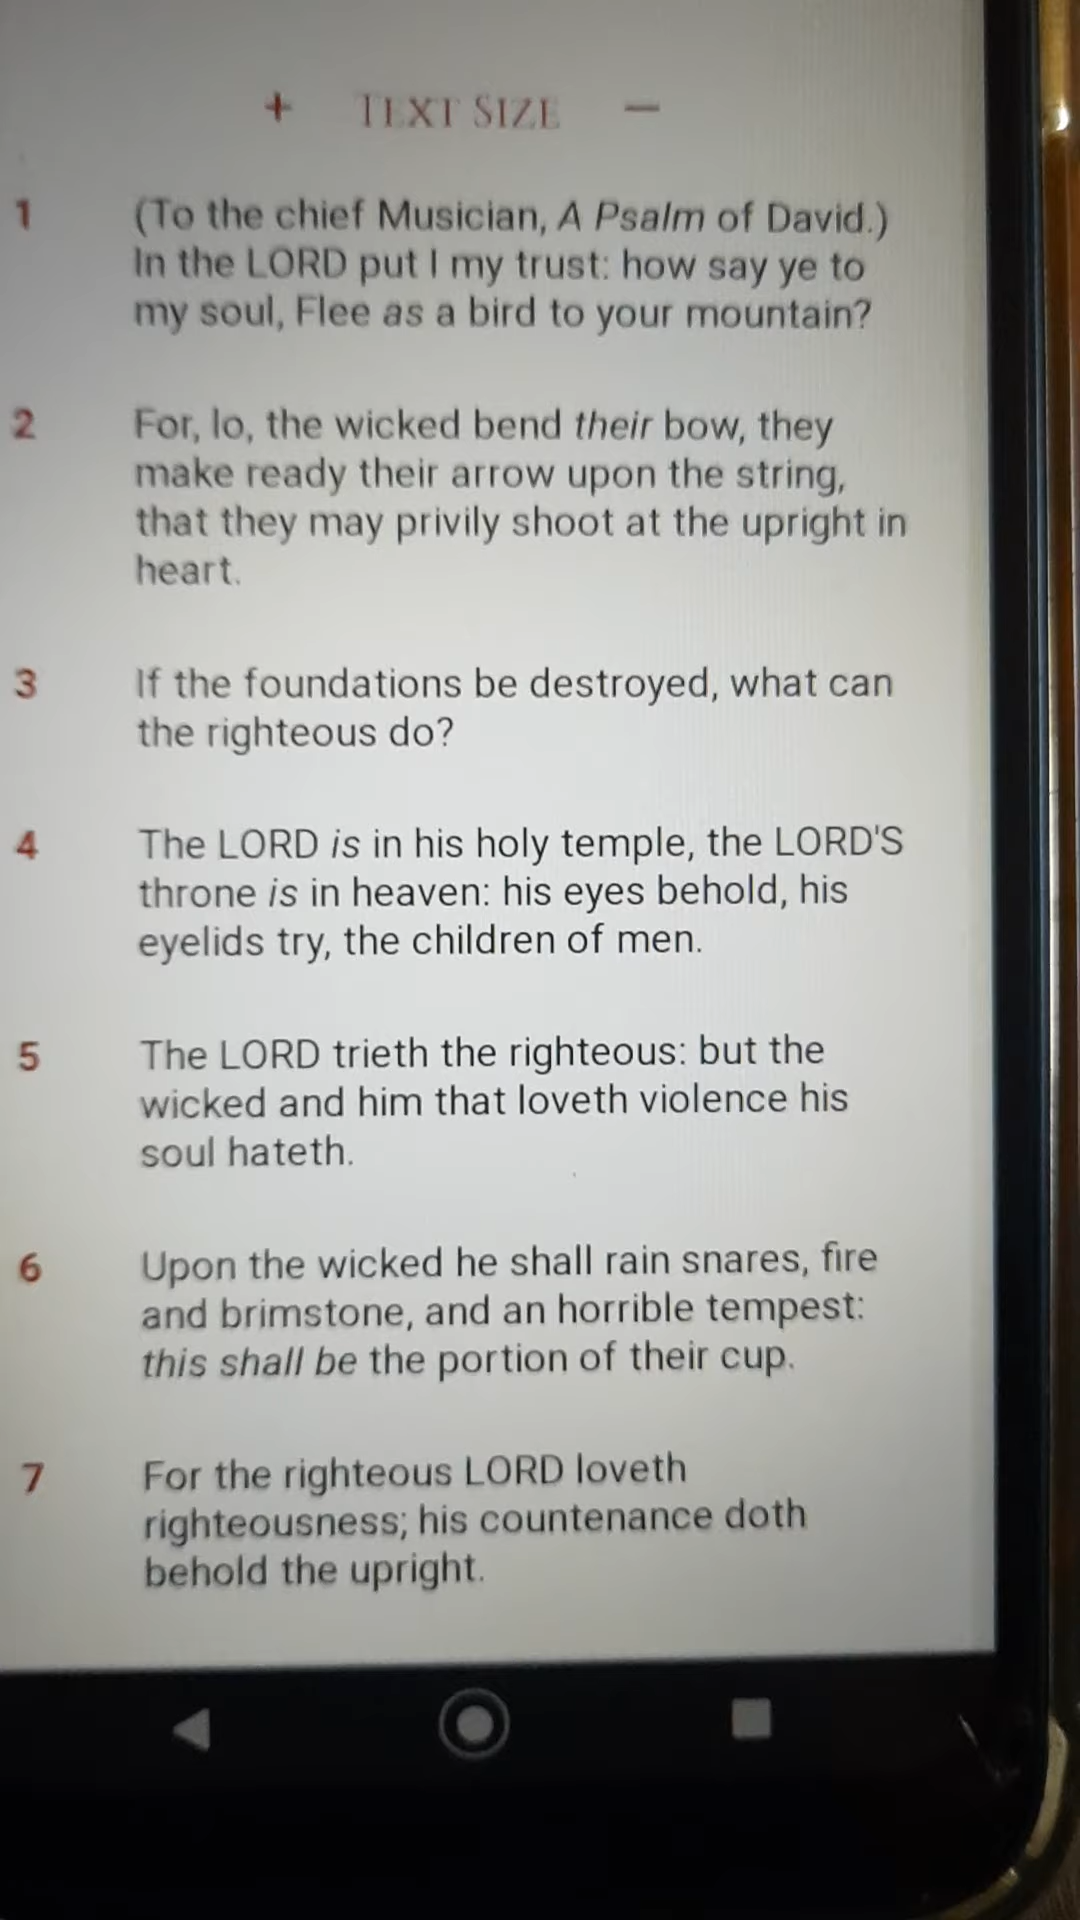 + TEXT SIZE −
1 (To the chief Musician, A Psalm of David.)
In the LORD put I my trust: how say ye to
my soul, Flee as a bird to your mountain?
2 For, lo, the wicked bend their bow, they
make ready their arrow upon the string,
that they may privily shoot at the upright in
heart.
3 If the foundations be destroyed, what can
the righteous do?
4 The LORD is in his holy temple, the LORD'S
throne is in heaven: his eyes behold, his
eyelids try, the children of men.
5 The LORD trieth the righteous: but the
wicked and him that loveth violence his
soul hateth.
6 Upon the wicked he shall rain snares, fire
and brimstone, and an horrible tempest:
this shall be the portion of their cup.
7 For the righteous LORD loveth
righteousness; his countenance doth
behold the upright.